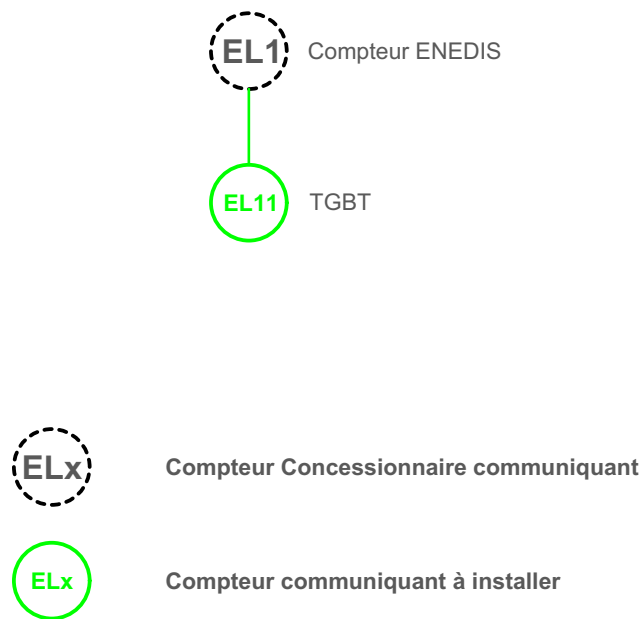 EL1 Compteur ENEDIS
EL11 TGBT
ELx Compteur Concessionnaire communiquant
ELx Compteur communiquant à installer